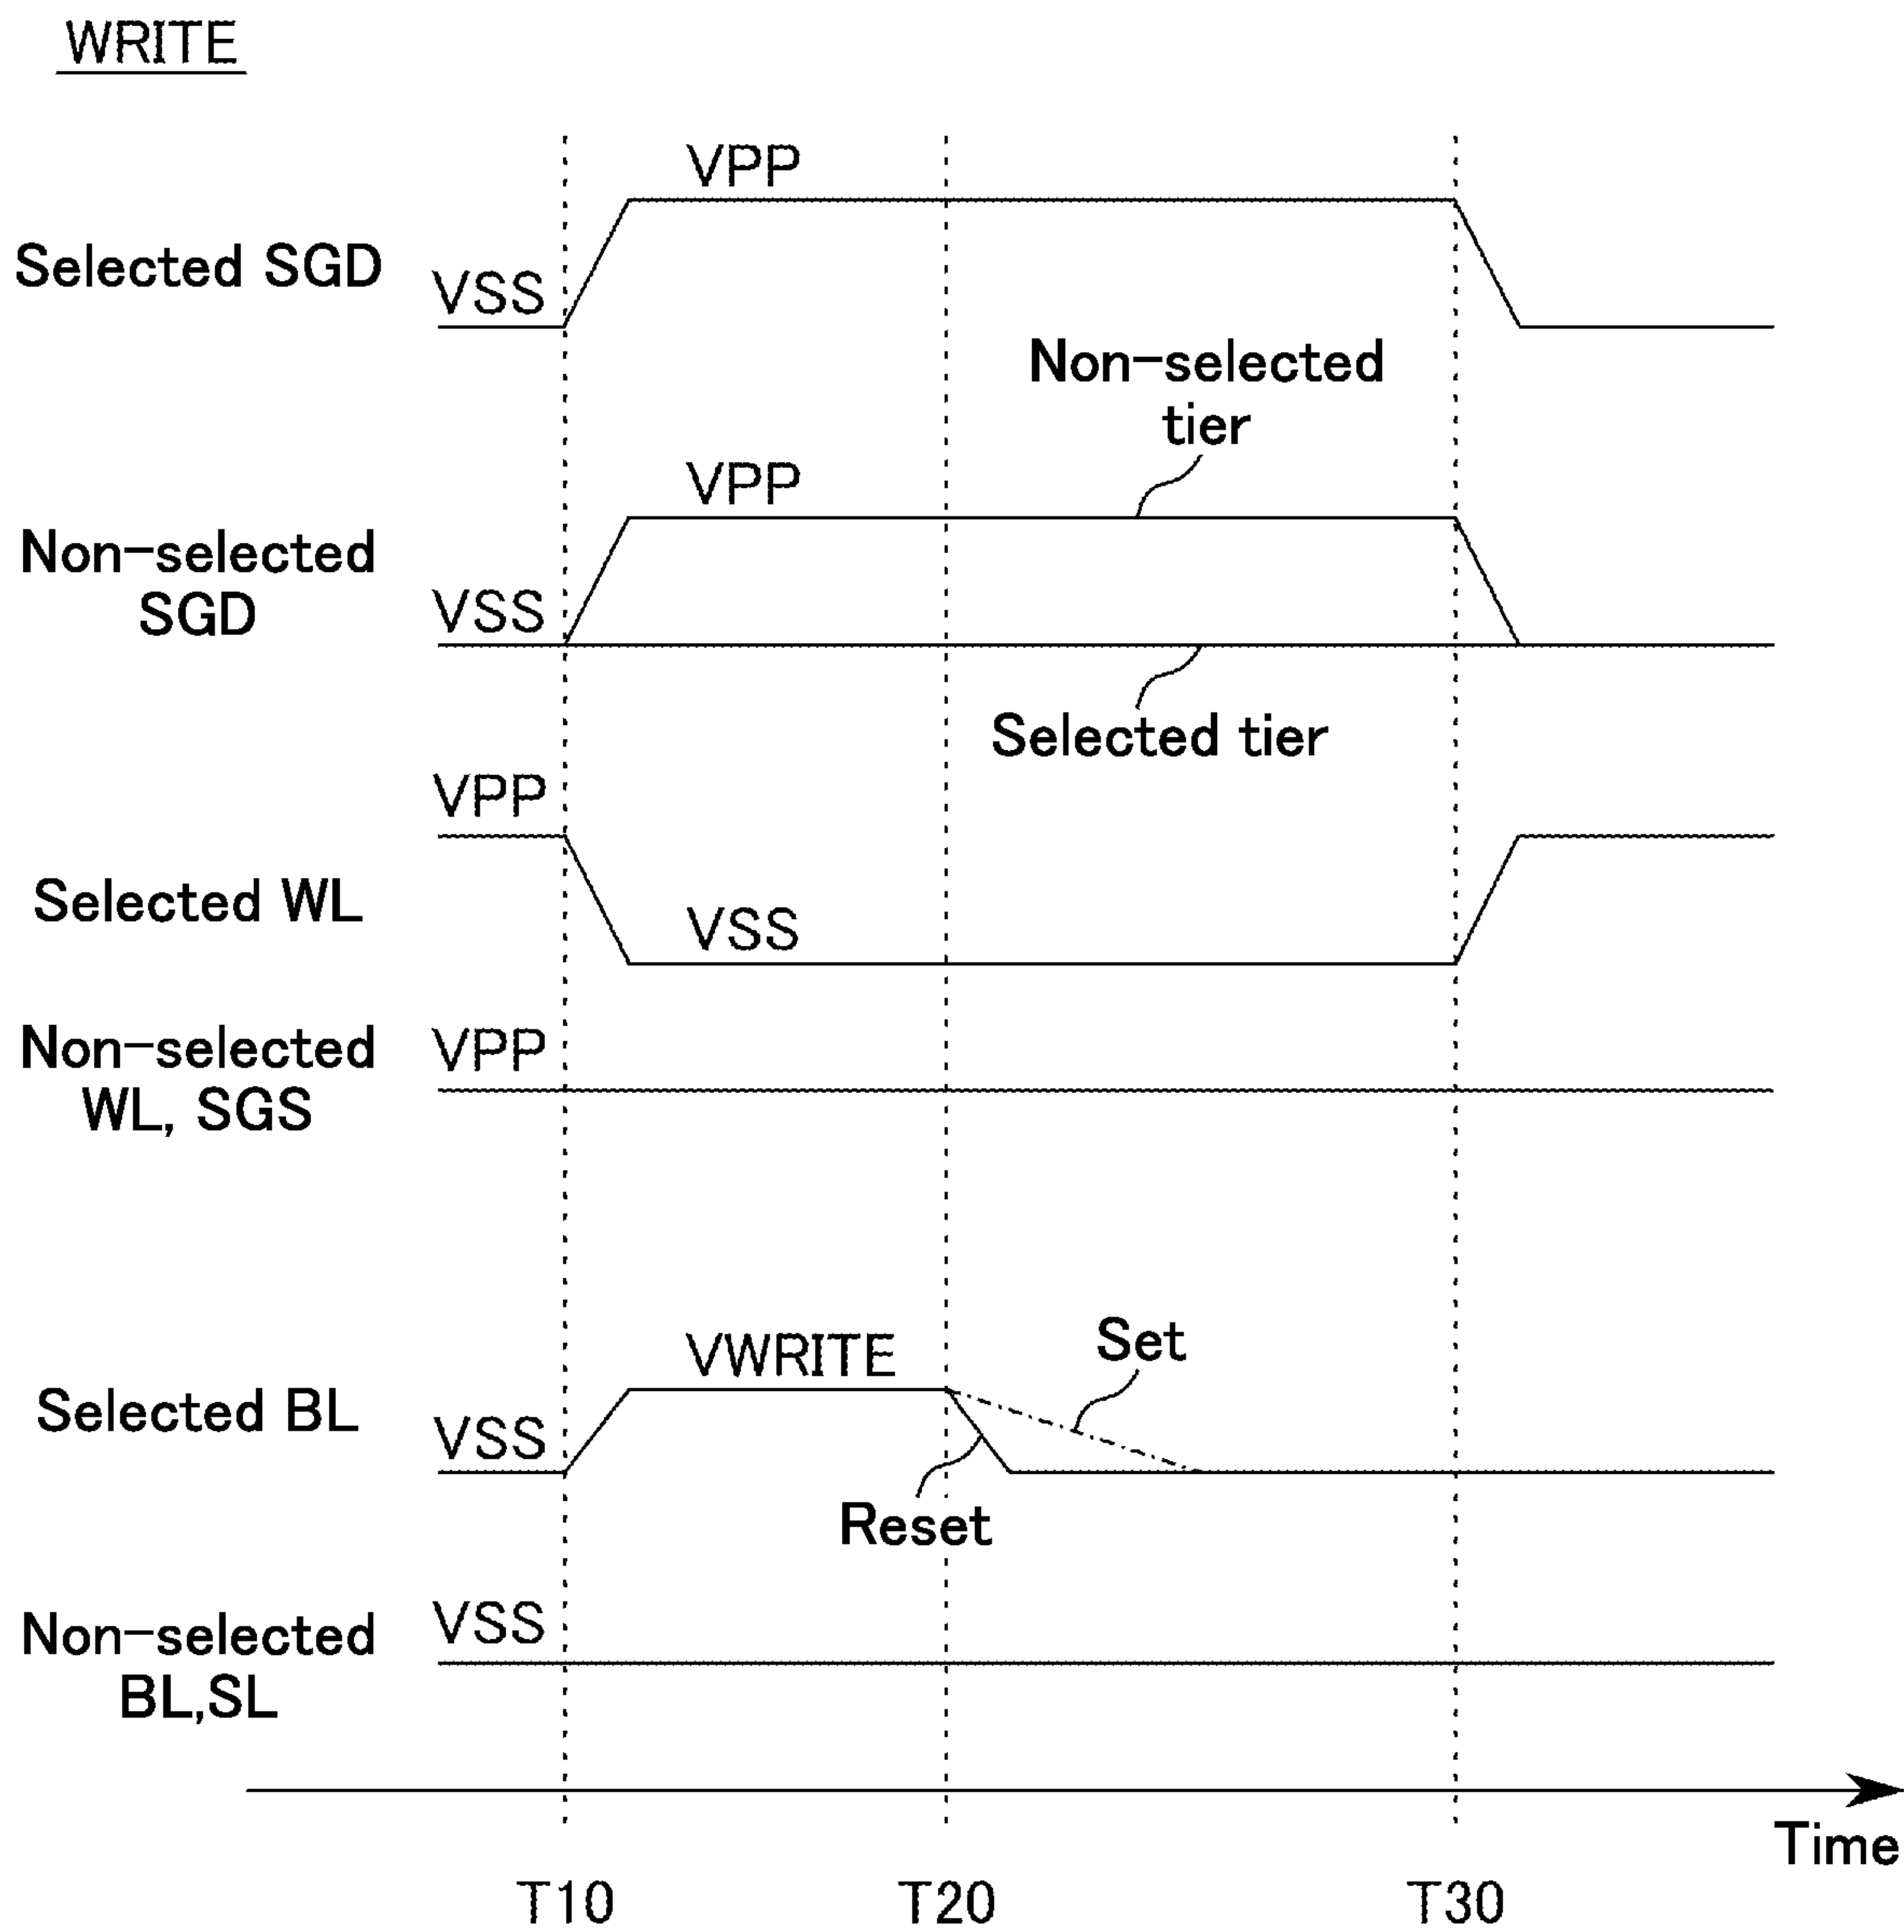 WRITE
VPP
Selected SGD
VSS
Non-selected
tier
VPP
Non-selected
SGD
VSS
Selected tier
VPP
Selected WL
VSS
Non-selected
WL, SGS
VPP
VWRITE
Set
Selected BL
VSS
Reset
Non-selected
BL,SL
VSS
Time
T10
T20
T30